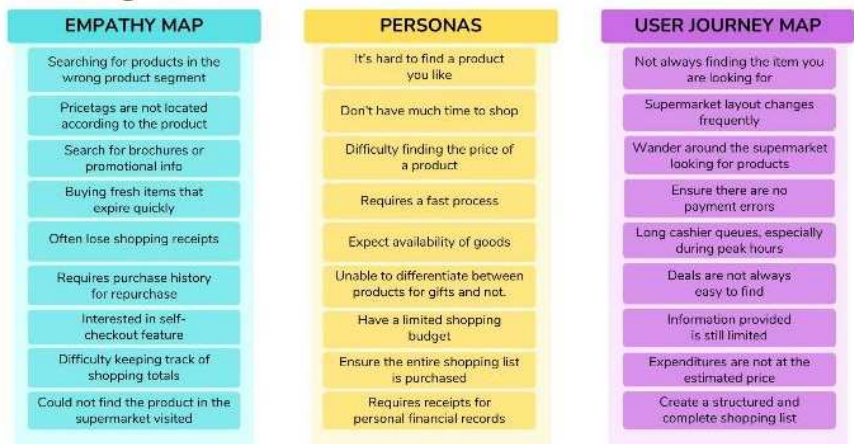 EMPATHY MAP
Searching for products in the
wrong product segment
Pricetags are not located
according to the product
Search for brochures or
promotional info
Buying fresh items that
expire quickly
Often lose shopping receipts
Requires purchase history
for repurchase
Interested in self-
checkout feature
Difficulty keeping track of
shopping totals
Could not find the product in the
supermarket visited
PERSONAS
It's hard to find a product
you like
Don't have much time to shop
Difficulty finding the price of
a product
Requires a fast process
Expect availability of goods
Unable to differentiate between
products for gifts and not.
Have a limited shopping
budget
Ensure the entire shopping list
is purchased
Requires receipts for
personal financial records
USER JOURNEY MAP
Not always finding the item you
are looking for
Supermarket layout changes
frequently
Wander around the supermarket
looking for products
Ensure there are no
payment errors
Long cashier queues, especially
during peak hours
Deals are not always
easy to find
Information provided
is still limited
Expenditures are not at the
estimated price
Create a structured and
complete shopping list